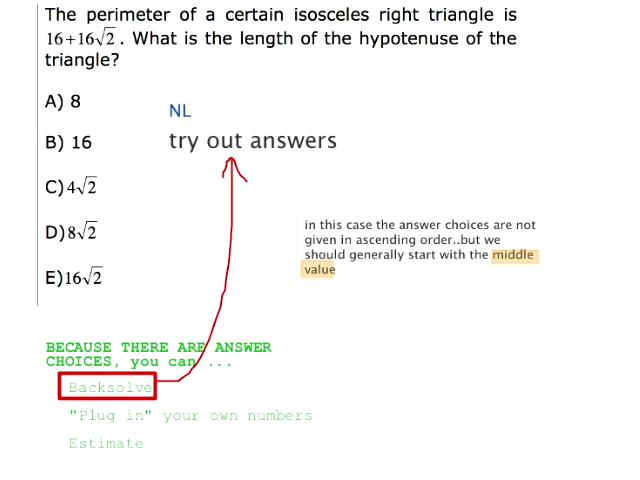 The perimeter of a certain isosceles right triangle is
16+16√2. What is the length of the hypotenuse of the
triangle?
A) 8
NL
B) 16
try out answers
C) 4√2
D) 8√2
in this case the answer choices are not
given in ascending order..but we
should generally start with the middle
value
E) 16√2
BECAUSE THERE ARE ANSWER
CHOICES, you can ...
Backsolve
"Plug in" your own numbers
Estimate